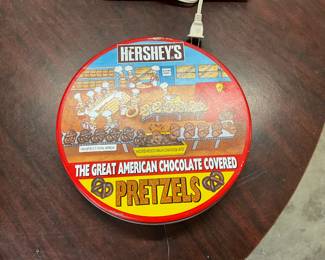 HERSHEY'S
THE GREAT AMERICAN CHOCOLATE COVERED
PRETZELS